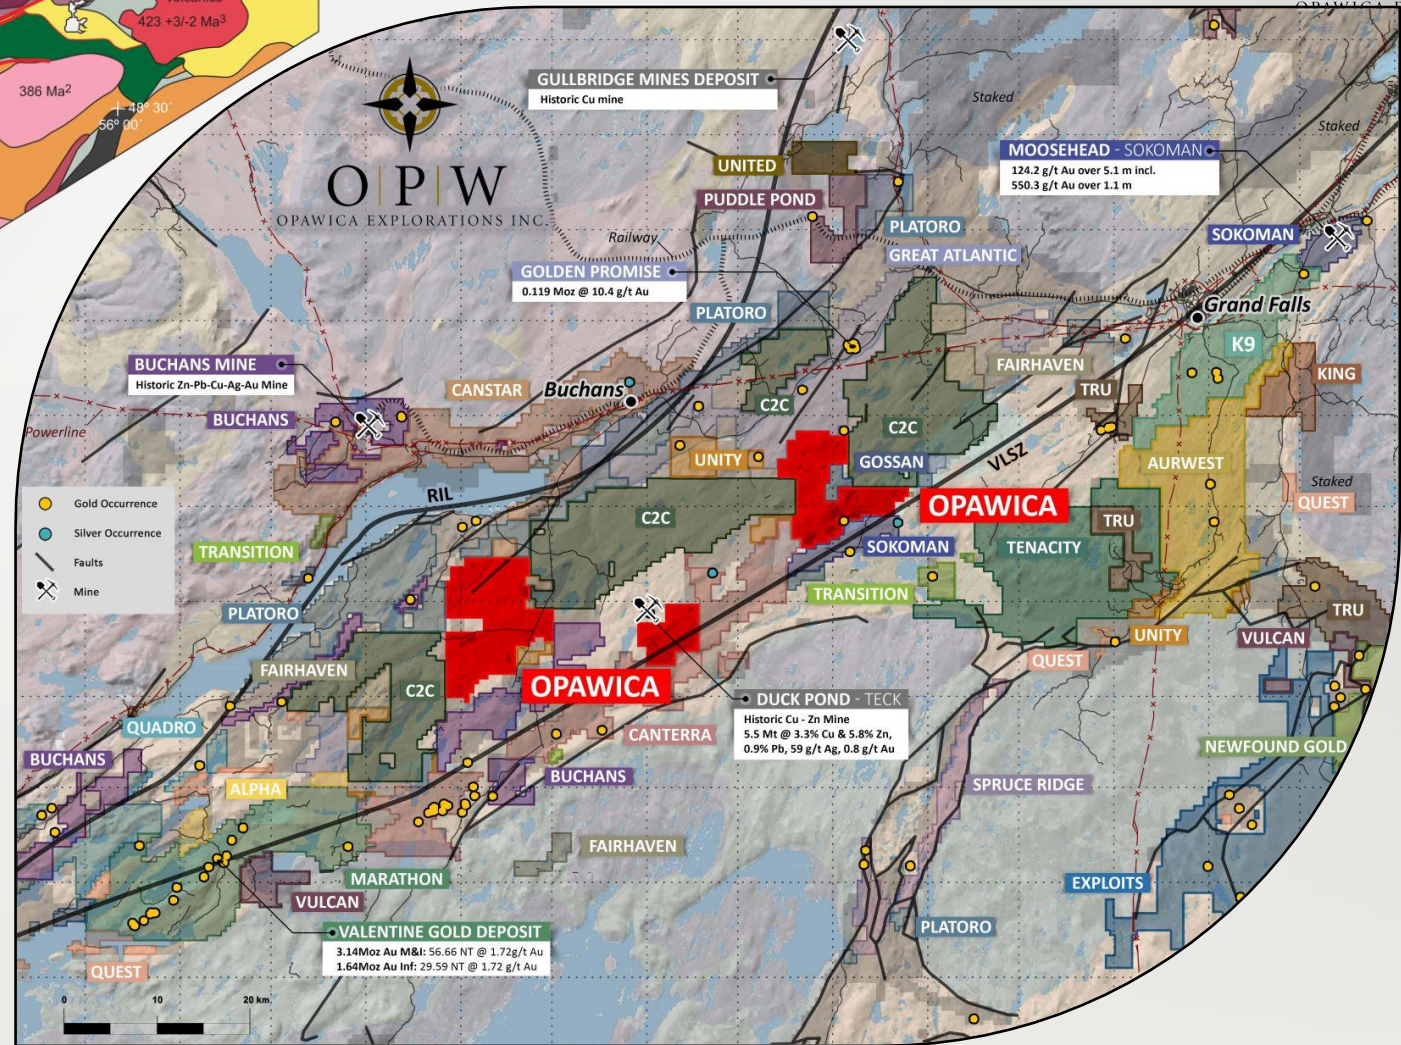 423 +/-2 Ma³
386 Ma²
48° 30'
56° 00'
O|P|W
OPAWICA EXPLORATIONS INC.
GULLBRIDGE MINES DEPOSIT
Historic Cu mine
Staked
Staked
MOOSEHEAD - SOKOMAN
124.2 g/t Au over 5.1 m incl.
550.3 g/t Au over 1.1 m
UNITED
PUDDLE POND
PLATORO
SOKOMAN
Railway
GREAT ATLANTIC
GOLDEN PROMISE
0.119 Moz @ 10.4 g/t Au
PLATORO
Grand Falls
K9
BUCHANS MINE
Historic Zn-Pb-Cu-Ag-Au Mine
FAIRHAVEN
KING
CANSTAR
Buchans
TRU
C2C
BUCHANS
Powerline
C2C
UNITY
GOSSAN
VLSZ
AURWEST
Staked
RIL
QUEST
Gold Occurrence
Silver Occurrence
Faults
Mine
OPAWICA
C2C
TRU
TRANSITION
SOKOMAN
TENACITY
TRANSITION
PLATORO
TRU
UNITY
VULCAN
FAIRHAVEN
QUEST
C2C
OPAWICA
DUCK POND - TECK
Historic Cu - Zn Mine
5.5 Mt @ 3.3% Cu & 5.8% Zn,
0.9% Pb, 59 g/t Ag, 0.8 g/t Au
QUADRO
CANTERRA
NEWFOUND GOLD
BUCHANS
BUCHANS
SPRUCE RIDGE
ALPHA
FAIRHAVEN
MARATHON
EXPLOITS
VULCAN
PLATORO
VALENTINE GOLD DEPOSIT
3.14Moz Au M&I: 56.66 NT @ 1.72g/t Au
1.64Moz Au Inf: 29.59 NT @ 1.72 g/t Au
QUEST
0 10 20 km